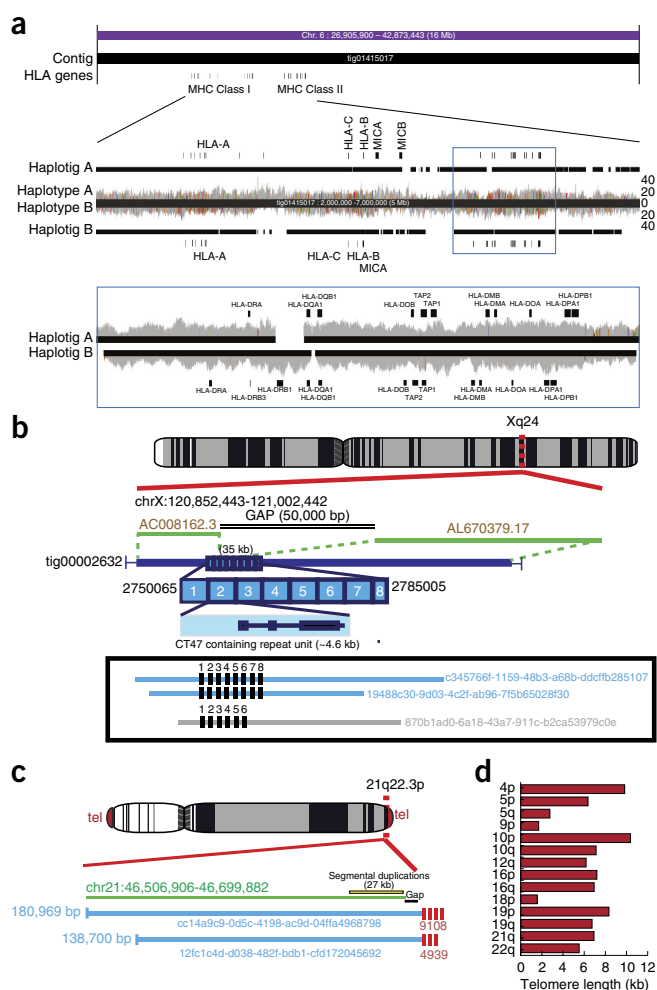 a
Chr. 6 : 26,905,900 – 42,873,443 (16 Mb)
Contig
tig01415017
HLA genes
MHC Class I
MHC Class II
HLA-A
HLA-C
HLA-B
MICA
MICB
Haplotig A
Haplotype A
Haplotype B
tig01415017 : 2,000,000 -7,000,000 (5 Mb)
40
20
0
20
40
Haplotig B
HLA-A
HLA-C
HLA-B
MICA
HLA-DRA
HLA-DQB1
HLA-DQA1
HLA-DOB
TAP2
TAP1
HLA-DMB
HLA-DMA
HLA-DOA
HLA-DPB1
HLA-DPA1
Haplotig A
Haplotig B
HLA-DRA
HLA-DRB1
HLA-DRB3
HLA-DQA1
HLA-DQB1
HLA-DOB
TAP1
TAP2
HLA-DMA
HLA-DMB
HLA-DOA
HLA-DPA1
HLA-DPB1
b
Xq24
chrX:120,852,443-121,002,442
GAP (50,000 bp)
AC008162.3
AL670379.17
(35 kb)
tig00002632
2750065
1 2 3 4 5 6 7 8
2785005
CT47 containing repeat unit (~4.6 kb)
1 2 3 4 5 6 7 8
c345766f-1159-48b3-a68b-ddcffb285107
19488c30-9d03-4c2f-ab96-7f5b65028f30
1 2 3 4 5 6
870b1ad0-6a18-43a7-911c-b2ca53979c0e
c
21q22.3p
tel
tel
Segmental duplications
(27 kb)
chr21:46,506,906-46,699,882
Gap
180,969 bp
cc14a9c9-0d5c-4198-ac9d-04ffa4968798
9108
138,700 bp
12fc1c4d-d038-482f-bdb1-cfd172045692
4939
d
4p
5p
5q
9p
10p
10q
12q
16p
16q
18p
19p
19q
21q
22q
0 2 4 6 8 10 12
Telomere length (kb)